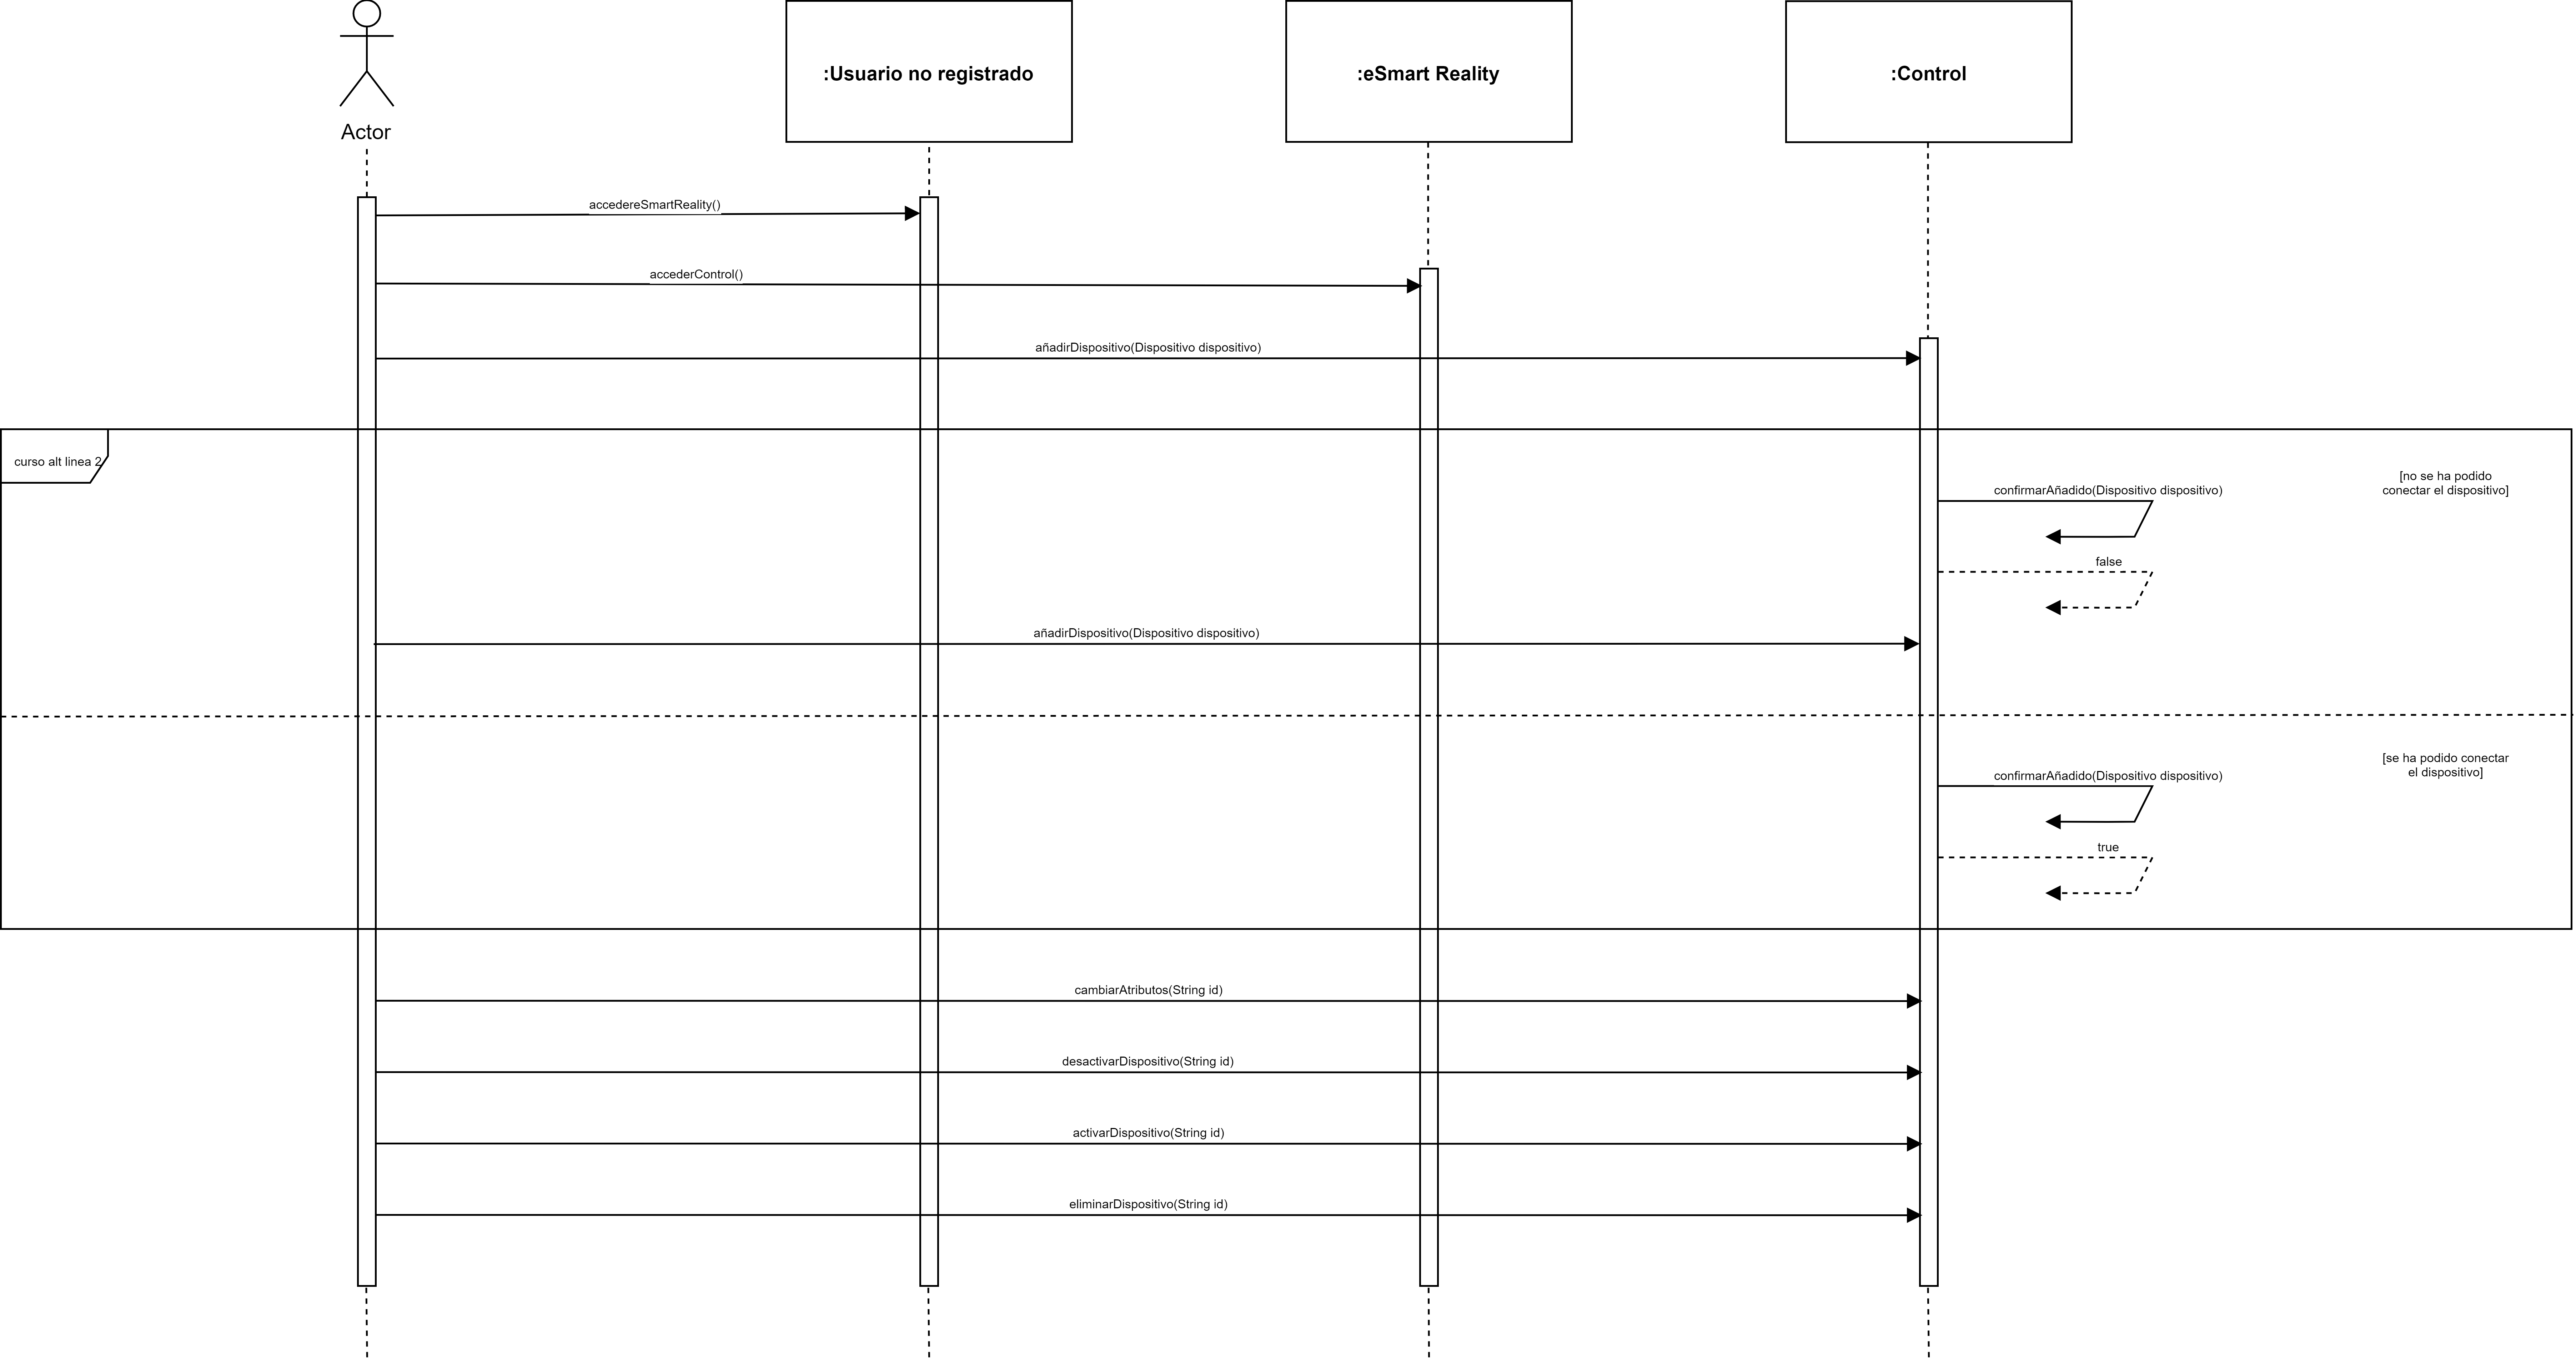 Actor
:Usuario no registrado
:eSmart Reality
:Control
accedereSmartReality()
accederControl()
añadirDispositivo(Dispositivo dispositivo)
curso alt linea 2
[no se ha podido
conectar el dispositivo]
confirmarAñadido(Dispositivo dispositivo)
false
añadirDispositivo(Dispositivo dispositivo)
[se ha podido conectar
el dispositivo]
confirmarAñadido(Dispositivo dispositivo)
true
cambiarAtributos(String id)
desactivarDispositivo(String id)
activarDispositivo(String id)
eliminarDispositivo(String id)